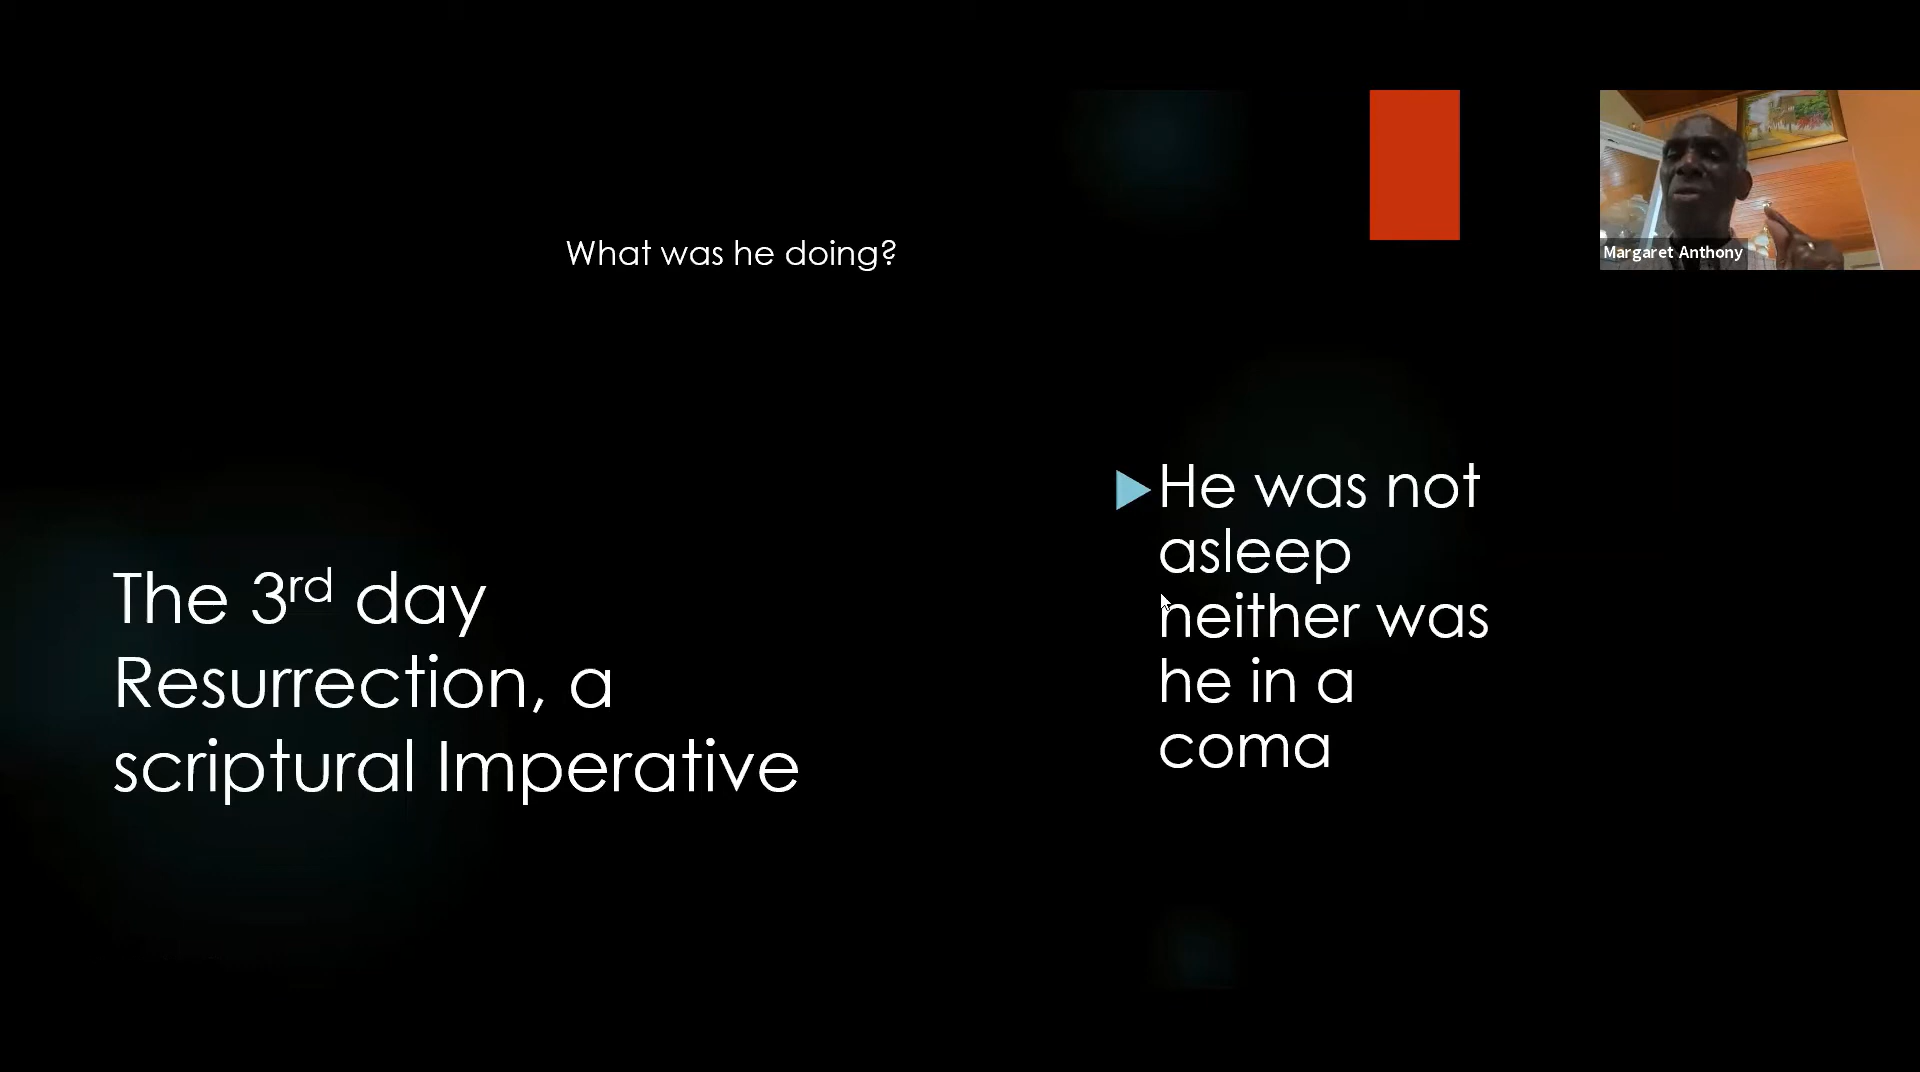 What was he doing?
Margaret Anthony
The 3rd day
Resurrection, a
scriptural Imperative
He was not
asleep
neither was
he in a
coma